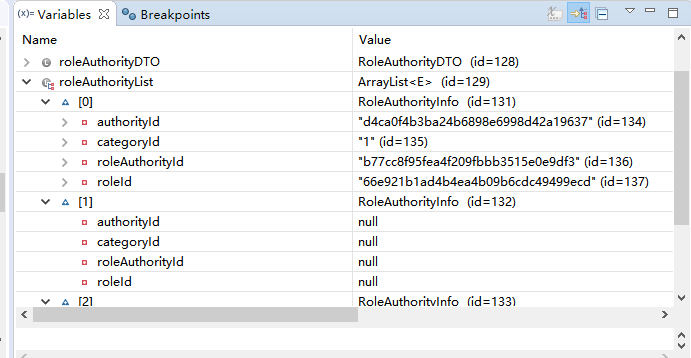 (x)= Variables Breakpoints
Name Value
roleAuthorityDTO RoleAuthorityDTO (id=128)
roleAuthorityList ArrayList<E> (id=129)
[0] RoleAuthorityInfo (id=131)
authorityId "d4ca0f4b3ba24b6898e6998d42a19637" (id=134)
categoryId "1" (id=135)
roleAuthorityId "b77cc8f95fea4f209fbbb3515e0e9df3" (id=136)
roleId "66e921b1ad4b4ea4b09b6cdc49499ecd" (id=137)
[1] RoleAuthorityInfo (id=132)
authorityId null
categoryId null
roleAuthorityId null
roleId null
[2] RoleAuthorityInfo (id=133)